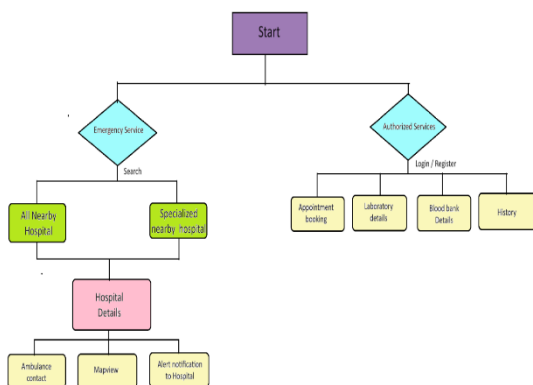 Start
Emergency Service
Authorized Services
Search
Login / Register
All Nearby
Hospital
Specialized
nearby hospital
Appointment
booking
Laboratory
details
Blood bank
Details
History
Hospital
Details
Ambulance
contact
Mapview
Alert notification
to Hospital